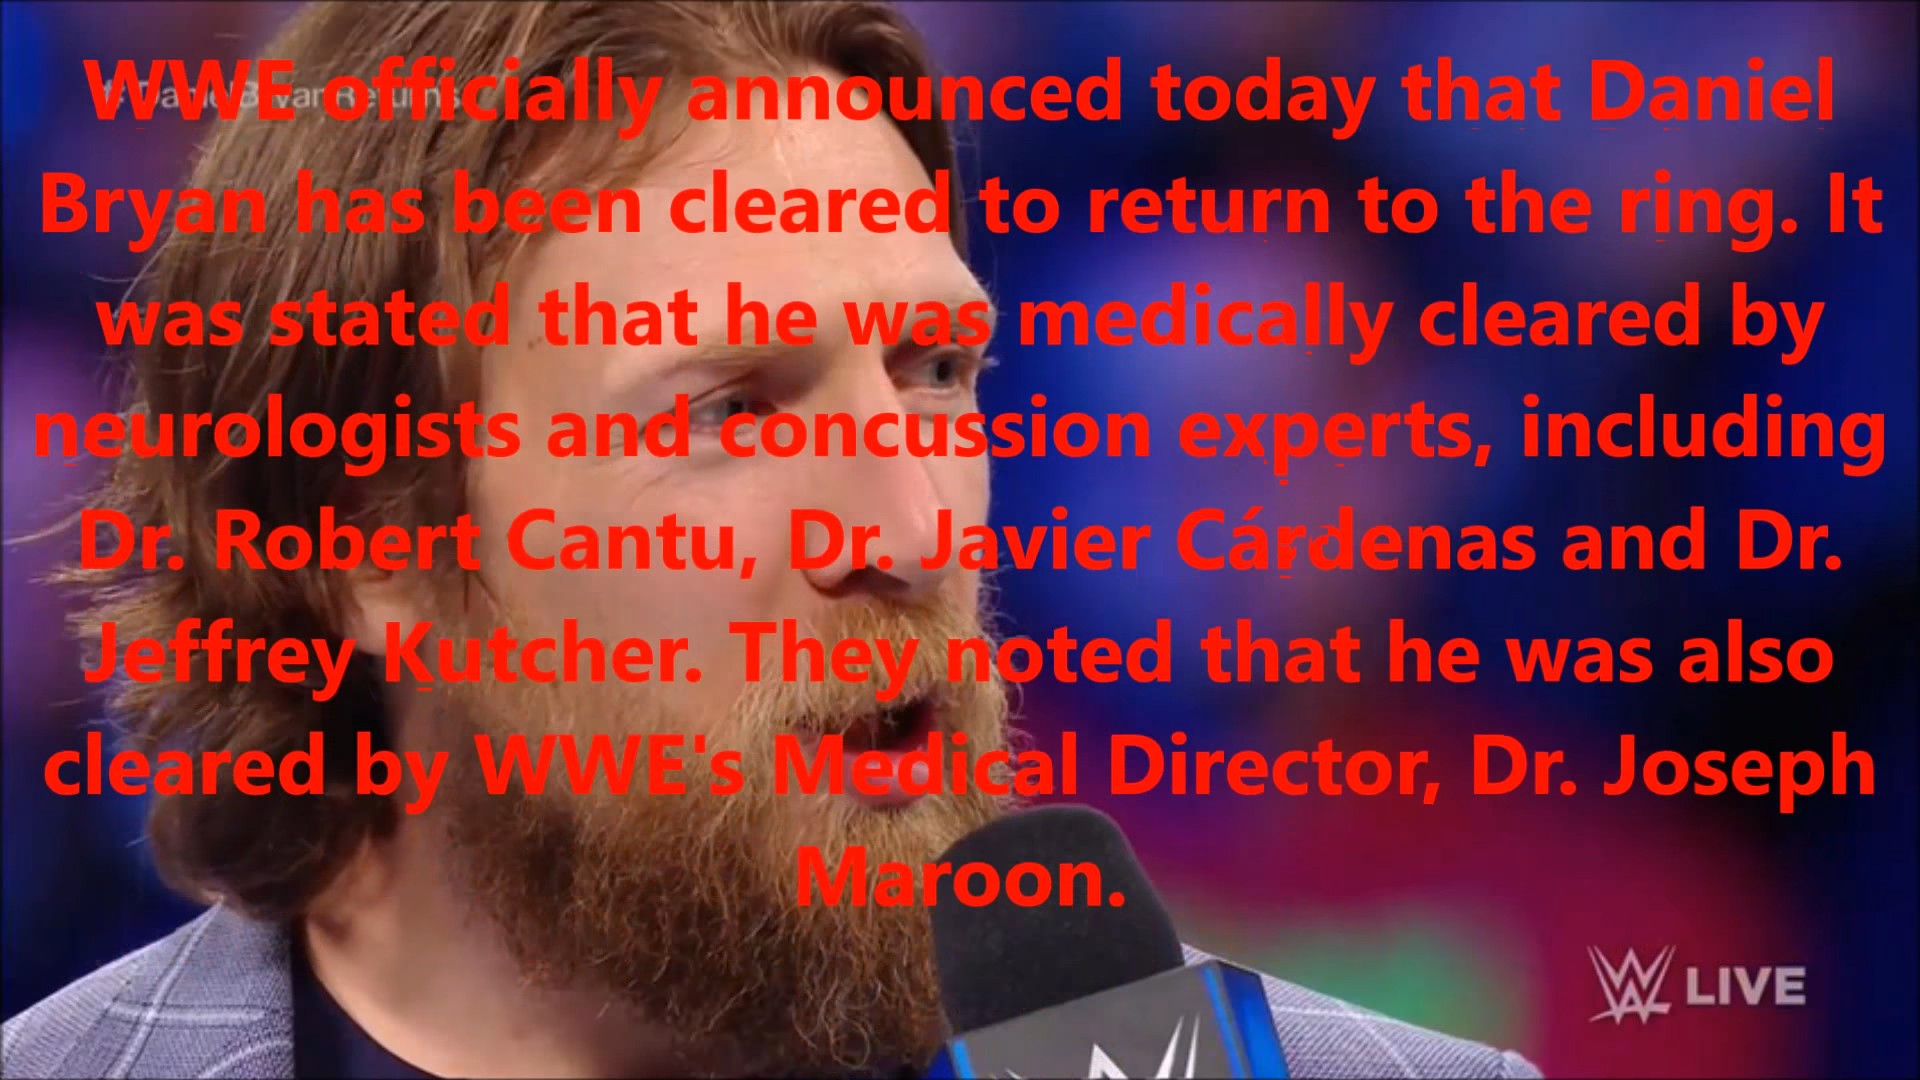 #DanielBryanReturns
WWE officially announced today that Daniel
Bryan has been cleared to return to the ring. It
was stated that he was medically cleared by
neurologists and concussion experts, including
Dr. Robert Cantu, Dr. Javier Cárdenas and Dr.
Jeffrey Kutcher. They noted that he was also
cleared by WWE's Medical Director, Dr. Joseph
Maroon.
W LIVE